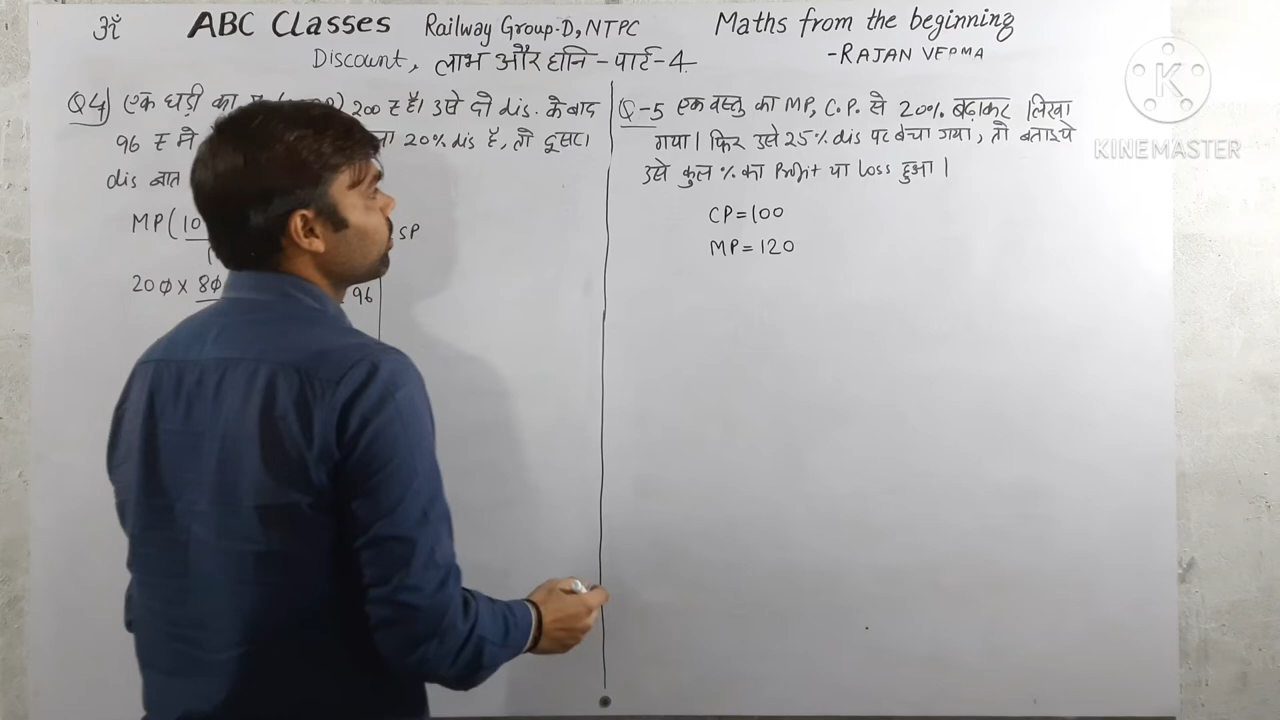 ॐ ABC Classes Railway Group-D, NTPC Maths from the beginning
Discount, लाभ और हानि - पार्ट-4 -RAJAN VERMA
Q4) एक घड़ी का 200 ₹ है। उसे दो dis. के बाद
96 ₹ मे 20% dis है, तो दूसरा
dis ज्ञात
MP(10 SP
200 × 80 96
Q-5 एक वस्तु का MP, C.P. से 20% बढ़ाकर लिखा
गया। फिर उसे 25% dis पर बेचा गया, तो बताइये
उसे कुल % का Profit या Loss हुआ।
CP=100
MP=120
K
KINEMASTER